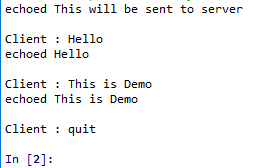 echoed This will be sent to server
Client : Hello
echoed Hello
Client : This is Demo
echoed This is Demo
Client : quit
In [2]: